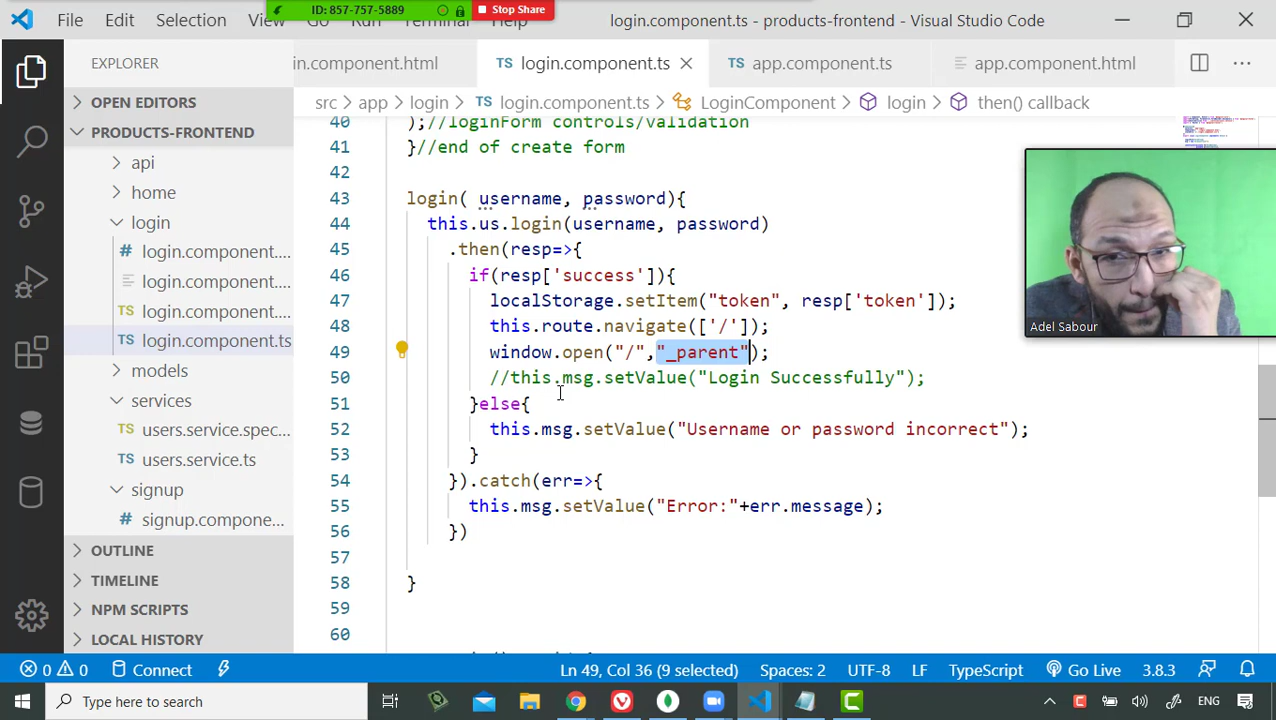 ID: 857-757-5889
Stop Share
File Edit Selection Go Run Terminal Help
login.component.ts - products-frontend - Visual Studio Code
EXPLORER
in.component.html
TS login.component.ts
TS app.component.ts
app.component.html
OPEN EDITORS
src > app > login > TS login.component.ts > LoginComponent > login > then() callback
PRODUCTS-FRONTEND
api
home
login
# login.component....
login.component....
TS login.component....
TS login.component.ts
models
services
TS users.service.spec...
TS users.service.ts
signup
# signup.compone...
OUTLINE
TIMELINE
NPM SCRIPTS
LOCAL HISTORY
40 );//loginForm controls/validation
41 }//end of create form
42
43 login( username, password){
44 this.us.login(username, password)
45 .then(resp=>{
46 if(resp['success']){
47 localStorage.setItem("token", resp['token']);
48 this.route.navigate(['/']);
49 window.open("/","_parent");
50 //this.msg.setValue("Login Successfully");
51 }else{
52 this.msg.setValue("Username or password incorrect");
53 }
54 }).catch(err=>{
55 this.msg.setValue("Error:"+err.message);
56 })
57
58 }
59
60
Adel Sabour
0 0 Connect
Ln 49, Col 36 (9 selected) Spaces: 2 UTF-8 LF TypeScript Go Live 3.8.3
Type here to search
ENG